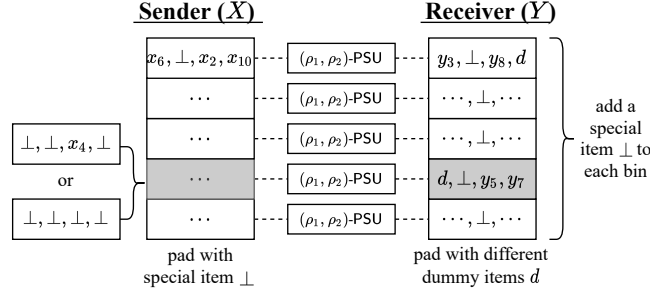 Sender (X) Receiver (Y)
x₆, ⊥, x₂, x₁₀ (ρ₁, ρ₂)-PSU y₃, ⊥, y₈, d
⋯ (ρ₁, ρ₂)-PSU ⋯, ⊥, ⋯
⋯ (ρ₁, ρ₂)-PSU ⋯, ⊥, ⋯
⊥, ⊥, x₄, ⊥
or
⊥, ⊥, ⊥, ⊥
⋯ (ρ₁, ρ₂)-PSU d, ⊥, y₅, y₇
⋯ (ρ₁, ρ₂)-PSU ⋯, ⊥, ⋯
add a
special
item ⊥ to
each bin
pad with
special item ⊥
pad with different
dummy items d